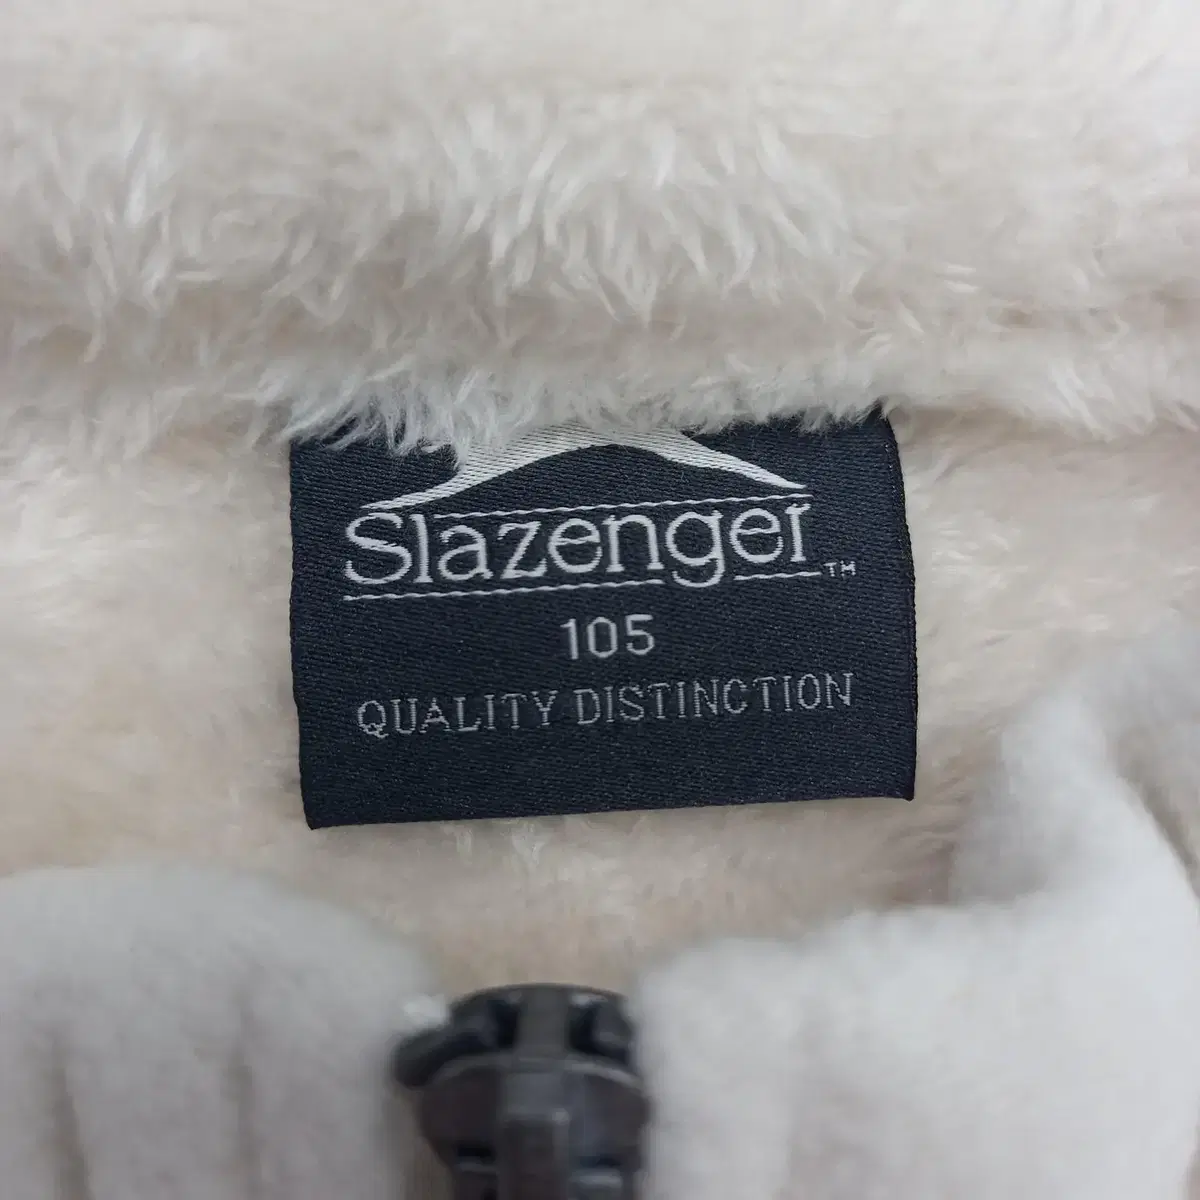 Slazenger™
105
QUALITY DISTINCTION